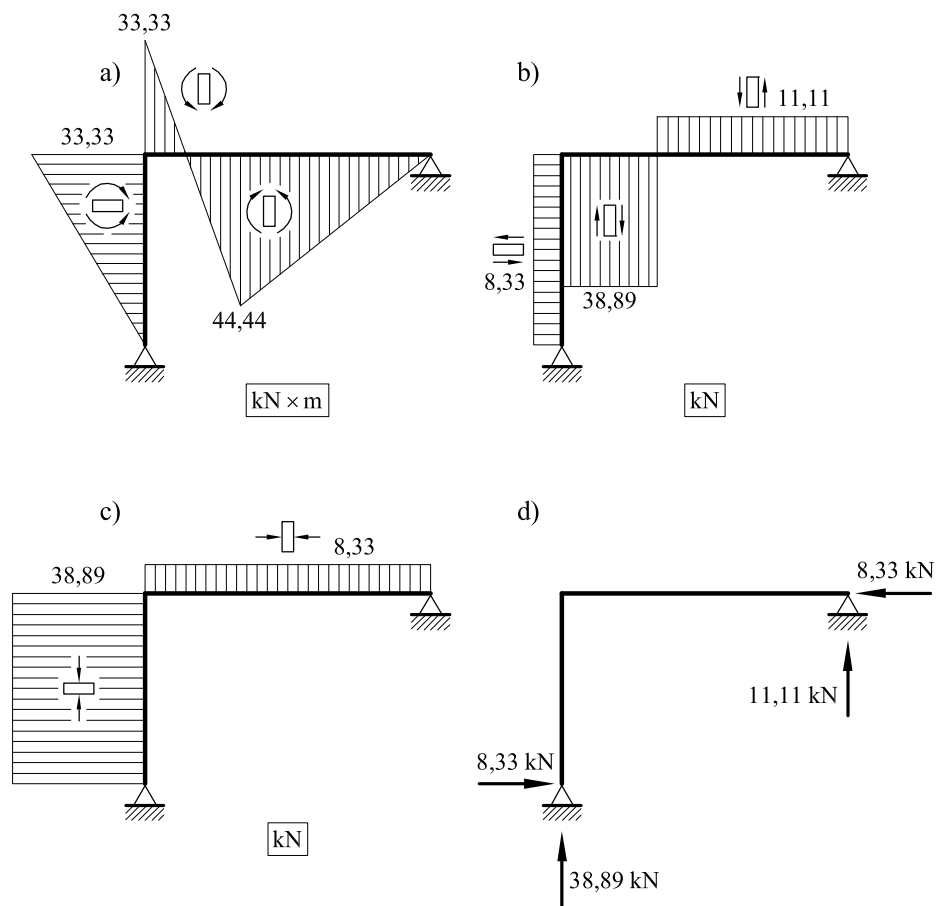 33,33
a)
33,33
44,44
kN × m
b)
11,11
8,33
38,89
kN
c)
8,33
38,89
kN
d)
8,33 kN
11,11 kN
8,33 kN
38,89 kN